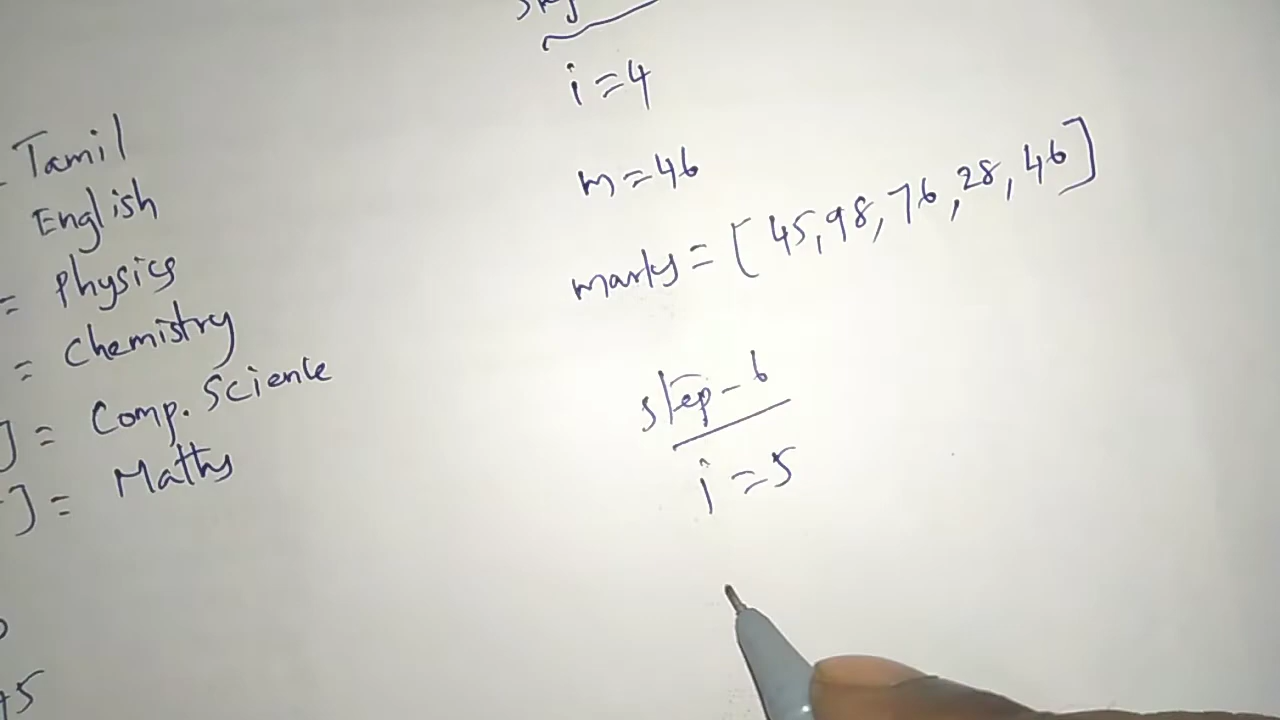 Tamil
English
= Physics
= Chemistry
] = Comp. Science
] = Maths
i = 4
m = 46
marks = [45, 98, 76, 28, 46]
step - 6
i = 5